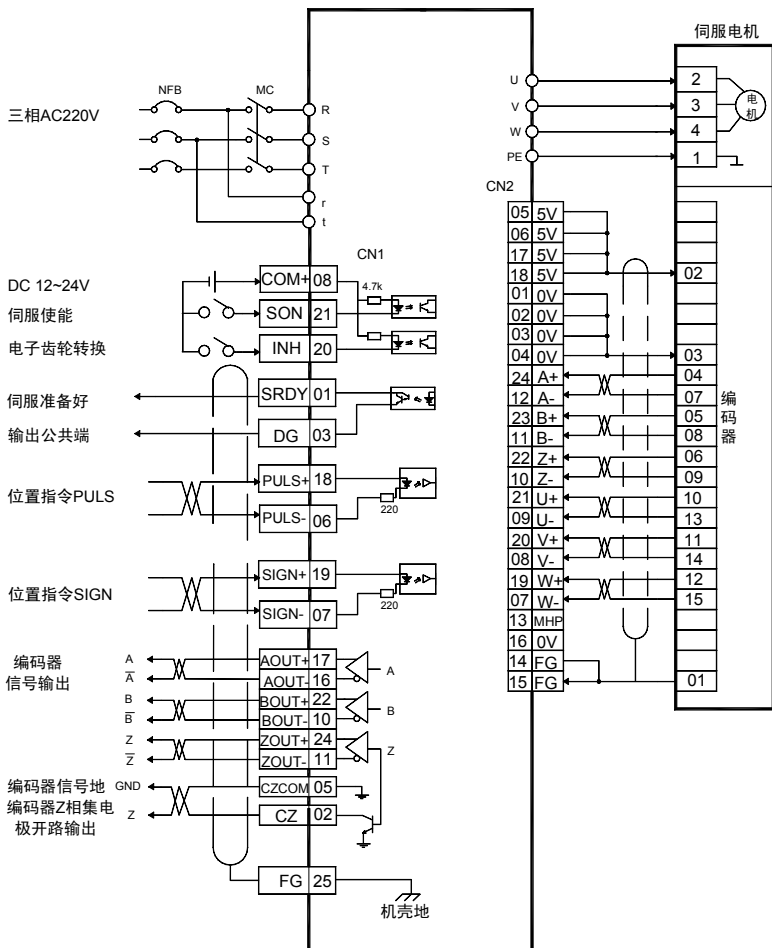 伺服电机
NFB MC
三相AC220V
R
S
T
r
t
U
V
W
PE
2
3
4
1
电机
CN2
05 5V
06 5V
17 5V
18 5V 02
01 0V
02 0V
03 0V
04 0V 03
24 A+ 04
12 A- 07
23 B+ 05
11 B- 08
22 Z+ 06
10 Z- 09
21 U+ 10
09 U- 13
20 V+ 11
08 V- 14
19 W+ 12
07 W- 15
13 MHP
16 0V
14 FG
15 FG 01
编码器
CN1
DC 12~24V COM+ 08
4.7k
伺服使能 SON 21
电子齿轮转换 INH 20
伺服准备好 SRDY 01
输出公共端 DG 03
位置指令PULS
PULS+ 18
PULS- 06
220
位置指令SIGN
SIGN+ 19
SIGN- 07
220
编码器
信号输出
A AOUT+ 17
A AOUT- 16
A
B BOUT+ 22
B BOUT- 10
B
Z ZOUT+ 24
Z ZOUT- 11
Z
编码器信号地 GND CZCOM 05
编码器Z相集电
极开路输出 Z CZ 02
FG 25
机壳地